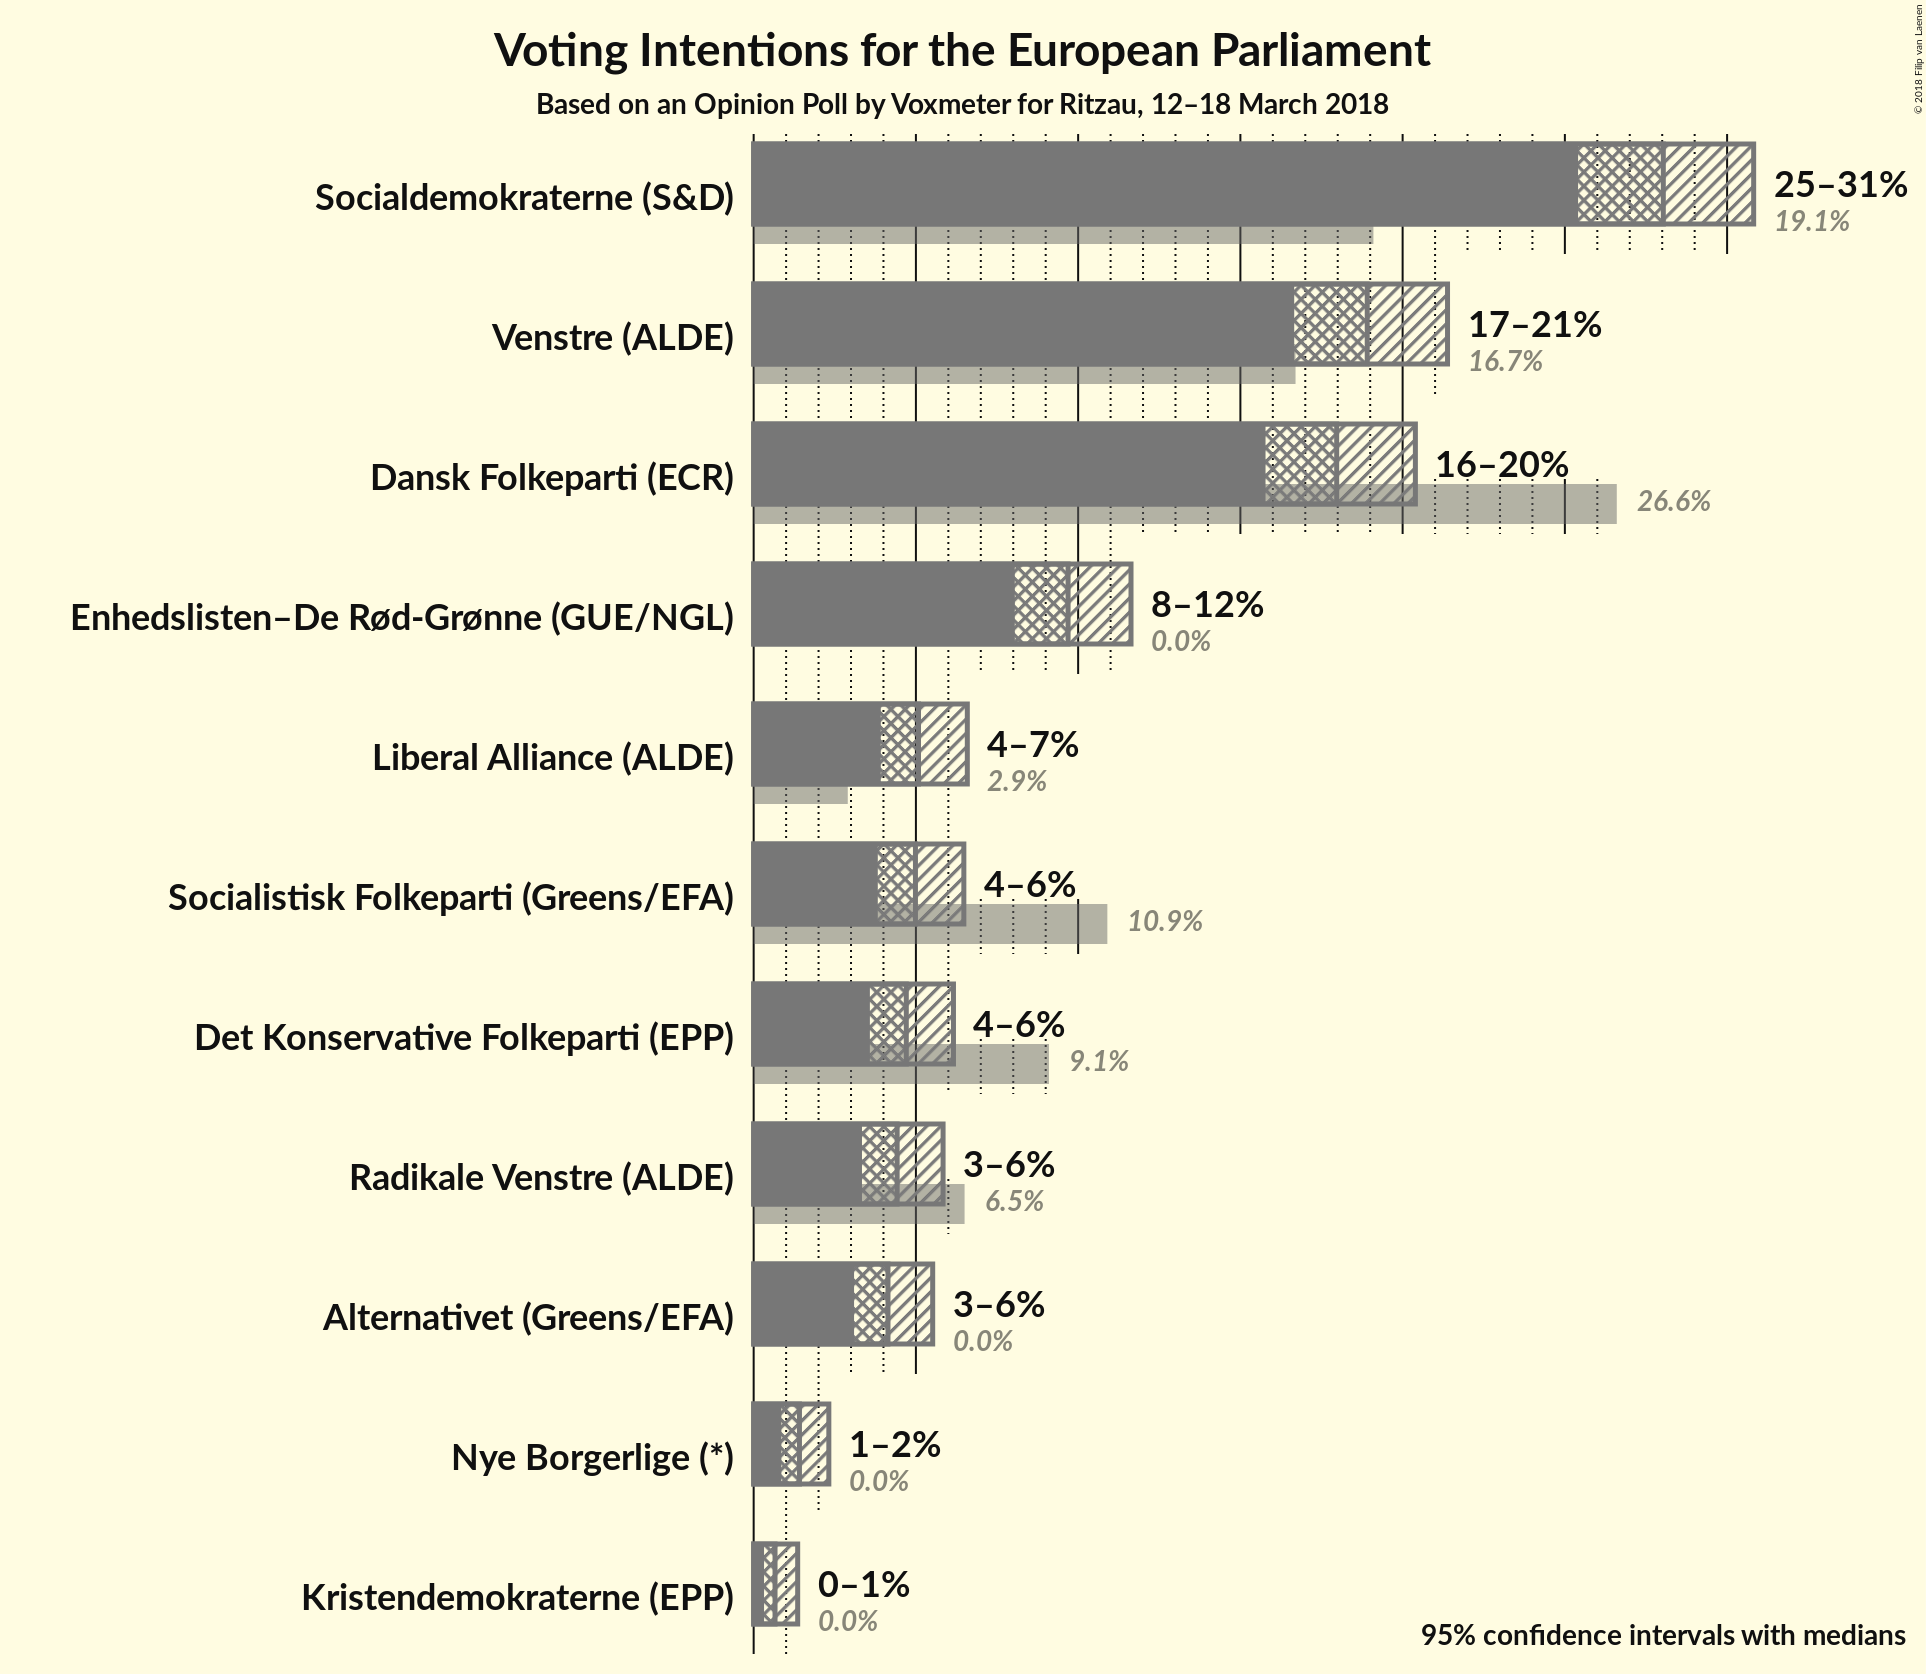 Voting Intentions for the European Parliament
Based on an Opinion Poll by Voxmeter for Ritzau, 12–18 March 2018
© 2018 Filip van Laenen
Socialdemokraterne (S&D)
25–31%
19.1%
Venstre (ALDE)
17–21%
16.7%
Dansk Folkeparti (ECR)
16–20%
26.6%
Enhedslisten–De Rød-Grønne (GUE/NGL)
8–12%
0.0%
Liberal Alliance (ALDE)
4–7%
2.9%
Socialistisk Folkeparti (Greens/EFA)
4–6%
10.9%
Det Konservative Folkeparti (EPP)
4–6%
9.1%
Radikale Venstre (ALDE)
3–6%
6.5%
Alternativet (Greens/EFA)
3–6%
0.0%
Nye Borgerlige (*)
1–2%
0.0%
Kristendemokraterne (EPP)
0–1%
0.0%
95% confidence intervals with medians